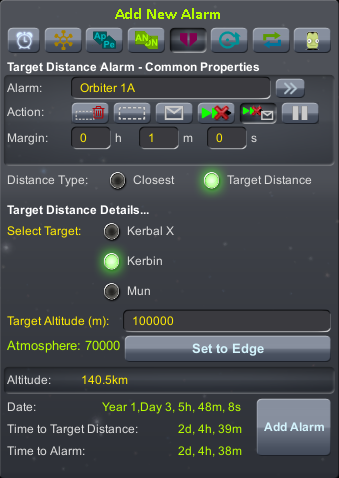 Add New Alarm
Ap Pe AN DN
Target Distance Alarm - Common Properties
Alarm: Orbiter 1A
Action:
Margin: 0 h 1 m 0 s
Distance Type: Closest Target Distance
Target Distance Details...
Select Target: Kerbal X
Kerbin
Mun
Target Altitude (m): 100000
Atmosphere: 70000 Set to Edge
Altitude: 140.5km
Date: Year 1,Day 3, 5h, 48m, 8s
Time to Target Distance: 2d, 4h, 39m
Time to Alarm: 2d, 4h, 38m
Add Alarm